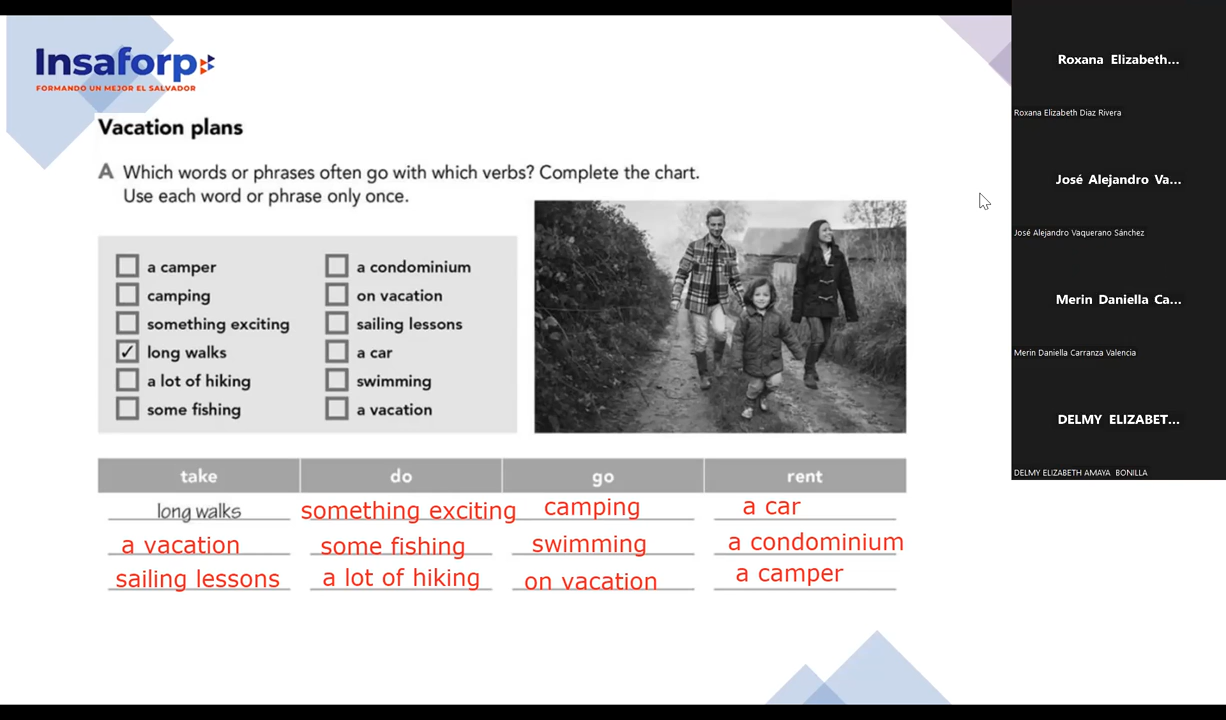 Insaforp
FORMANDO UN MEJOR EL SALVADOR
Vacation plans
A Which words or phrases often go with which verbs? Complete the chart.
Use each word or phrase only once.
a camper
camping
something exciting
✓ long walks
a lot of hiking
some fishing
a condominium
on vacation
sailing lessons
a car
swimming
a vacation
take do go rent
long walks something exciting camping a car
a vacation some fishing swimming a condominium
sailing lessons a lot of hiking on vacation a camper
Roxana Elizabeth...
Roxana Elizabeth Diaz Rivera
José Alejandro Va...
José Alejandro Vaquerano Sánchez
Merin Daniella Ca...
Merin Daniella Carranza Valencia
DELMY ELIZABET...
DELMY ELIZABETH AMAYA BONILLA